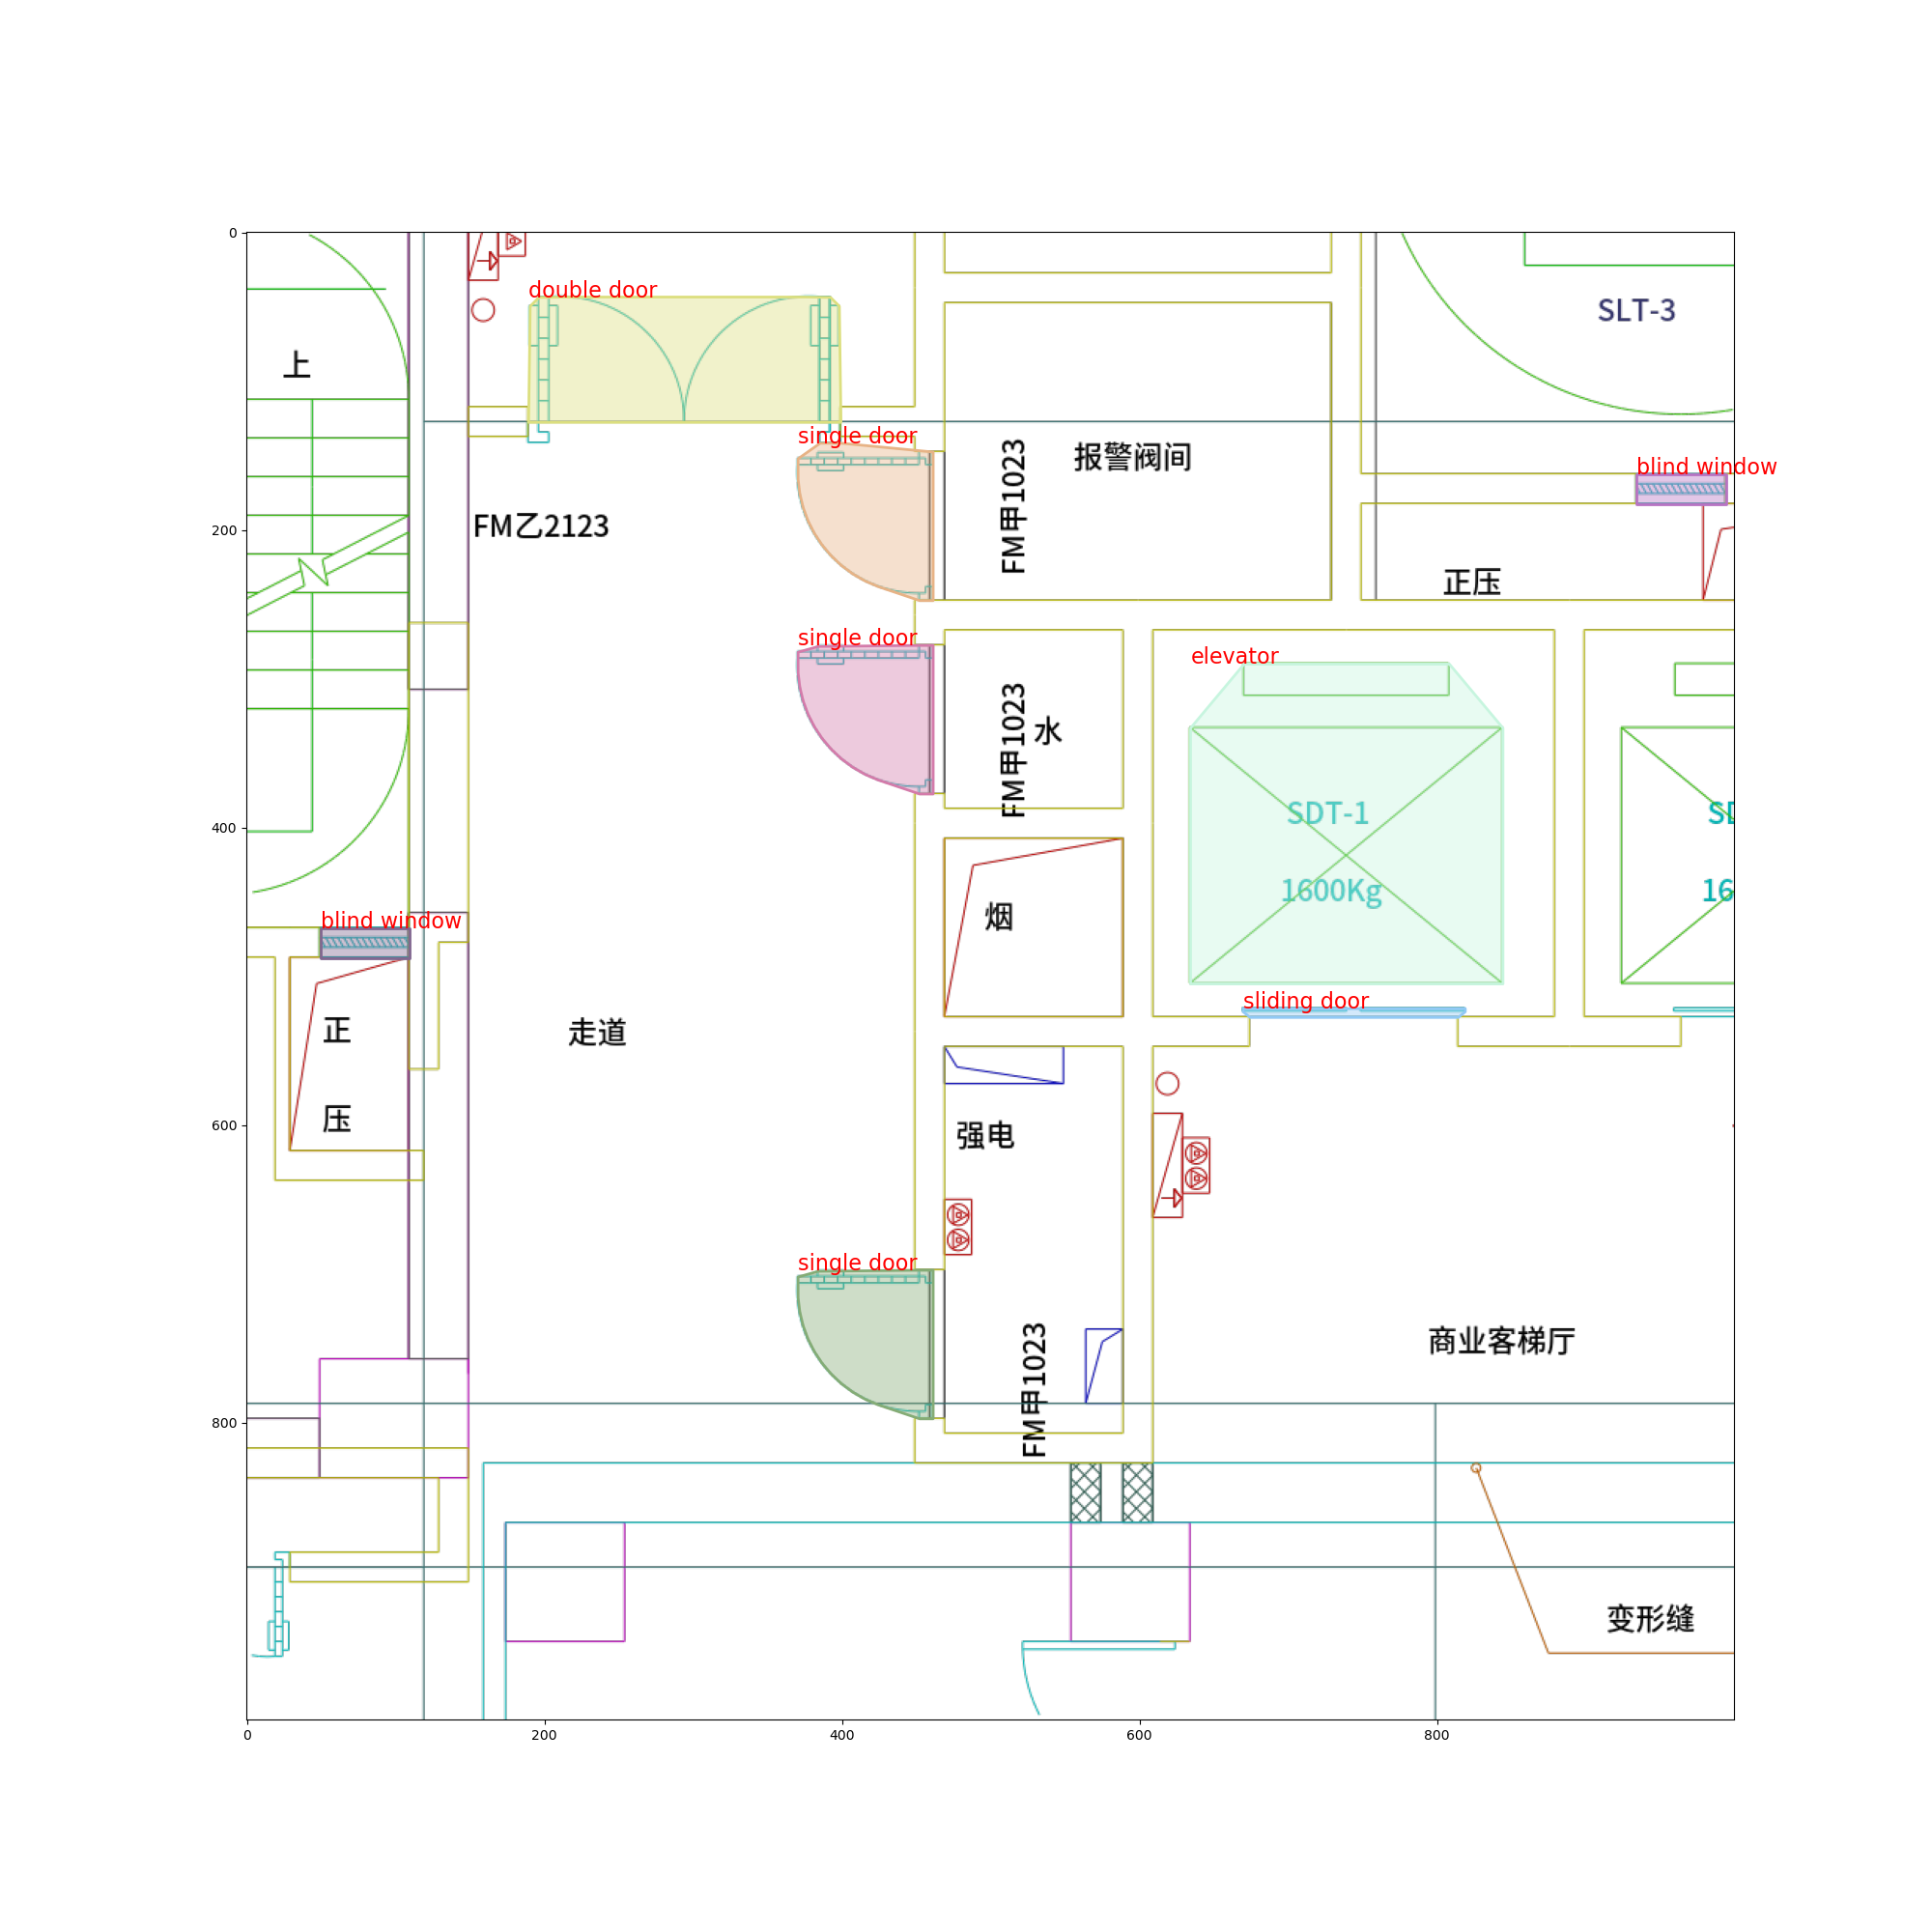 0
double door
SLT-3
上
single door
报警阀间
FM甲1023
blind window
200
FM乙2123
正压
single door
elevator
FM甲1023
水
400
SDT-1
1600Kg
16
烟
blind window
sliding door
正
走道
压
600
强电
single door
FM甲1023
商业客梯厅
800
变形缝
0
200
400
600
800